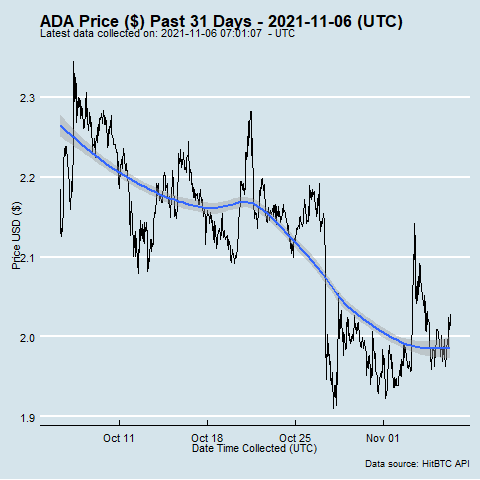 ADA Price ($) Past 31 Days - 2021-11-06 (UTC)
Latest data collected on: 2021-11-06 07:01:07 - UTC
2.3
2.2
2.1
2.0
1.9
Price USD ($)
Oct 11
Oct 18
Oct 25
Nov 01
Date Time Collected (UTC)
Data source: HitBTC API